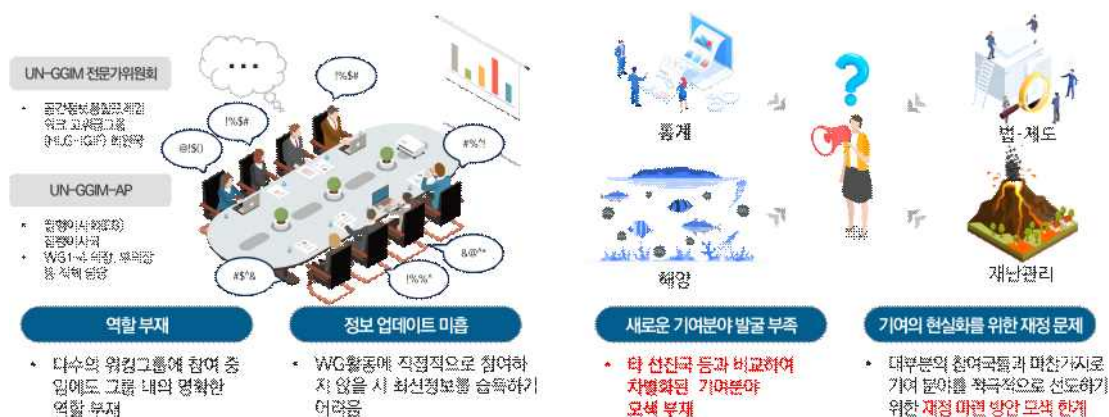 UN-GGIM 전문가위원회
• 공간정보통합프레임
워크 고위급그룹
(HLG-IGIF) 회원국
UN-GGIM-AP
• 집행이사회(EB)
집행이사국
• WG1~4 의장, 부의장
등 직책 담당
...
!%$#
!%$#
@!$()
#%^!
&@^*
!%%^
#$^&
통계
법·제도
해양
재난관리
?
역할 부재
정보 업데이트 미흡
새로운 기여분야 발굴 부족
기여의 현실화를 위한 재정 문제
• 다수의 워킹그룹에 참여 중
임에도 그룹 내의 명확한
역할 부재
• WG활동에 직접적으로 참여하
지 않을 시 최신정보를 습득하기
어려움
• 타 선진국 등과 비교하여
차별화된 기여분야
모색 부재
• 대부분의 참여국들과 마찬가지로
기여 분야를 적극적으로 선도하기
위한 재정 마련 방안 모색 한계